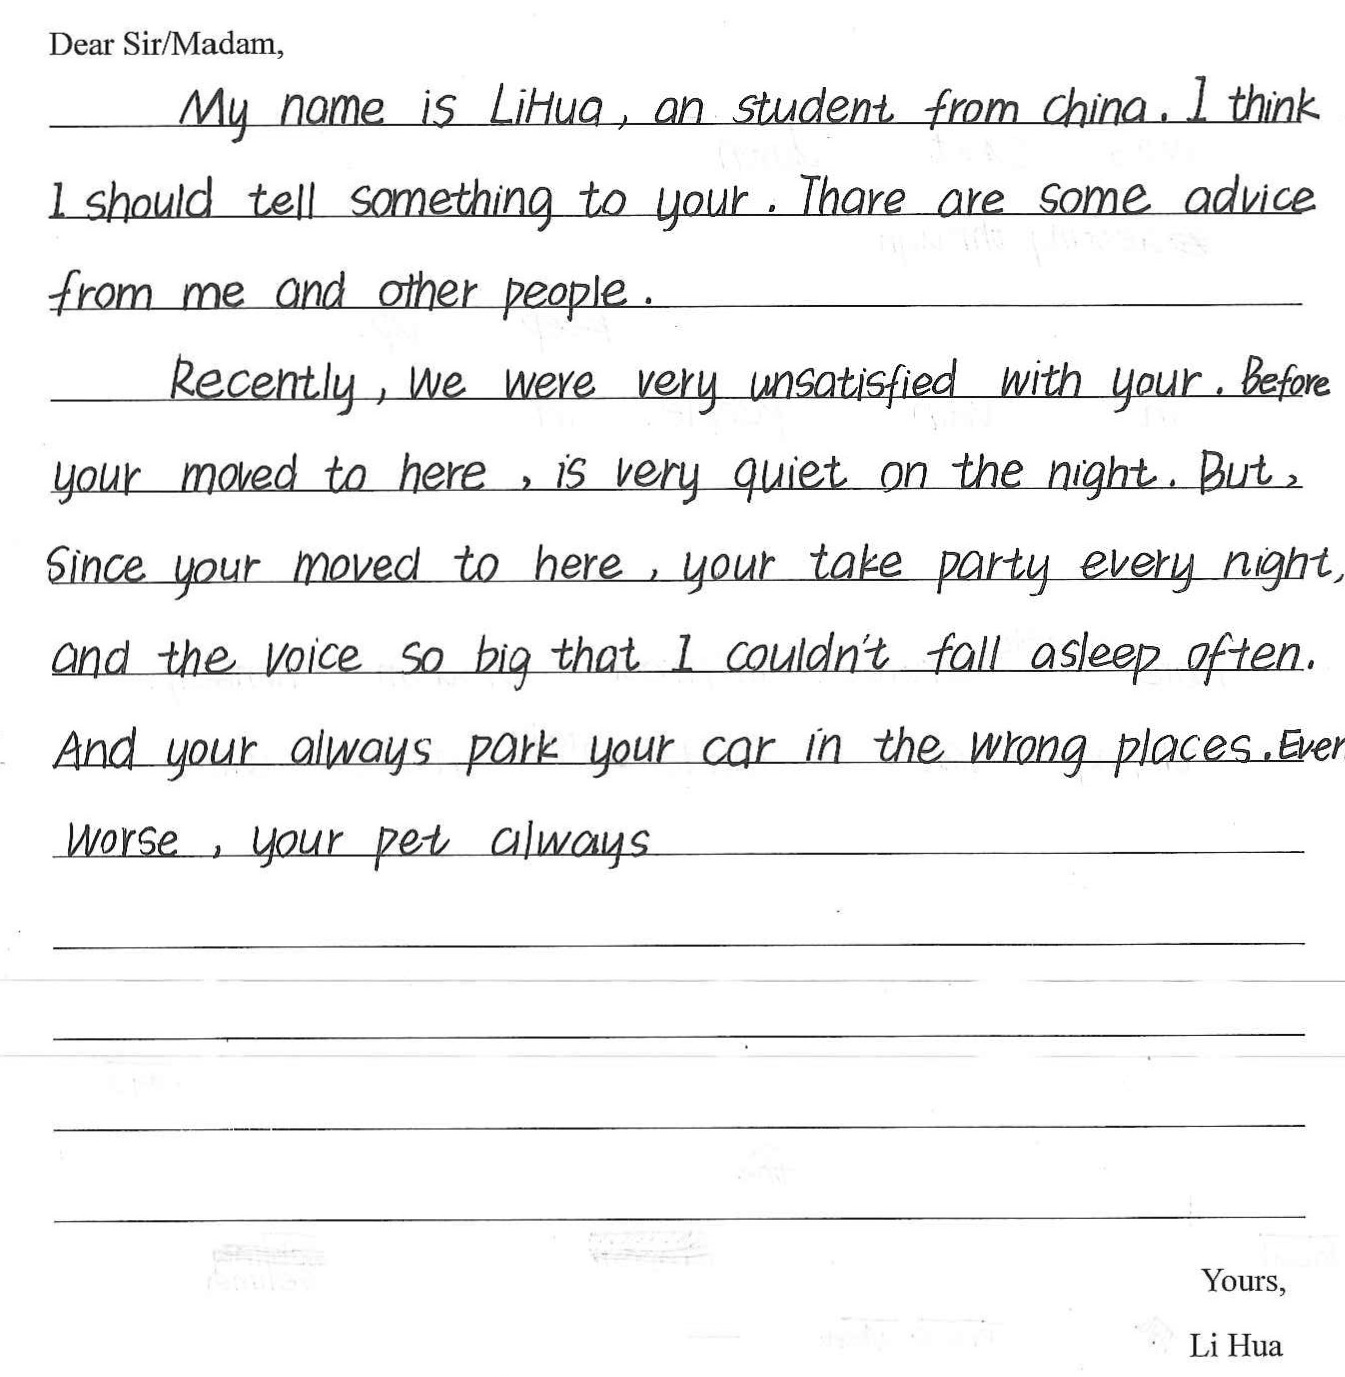 Dear Sir/Madam,
My name is LiHua, an student from china. I think
I should tell something to your. Thare are some advice
from me and other people.
Recently, we were very unsatisfied with your. Before
your moved to here, is very quiet on the night. But,
Since your moved to here, your take party every night,
and the voice so big that I couldn't fall asleep often.
And your always park your car in the wrong places. Even
worse, your pet always
Yours,
Li Hua